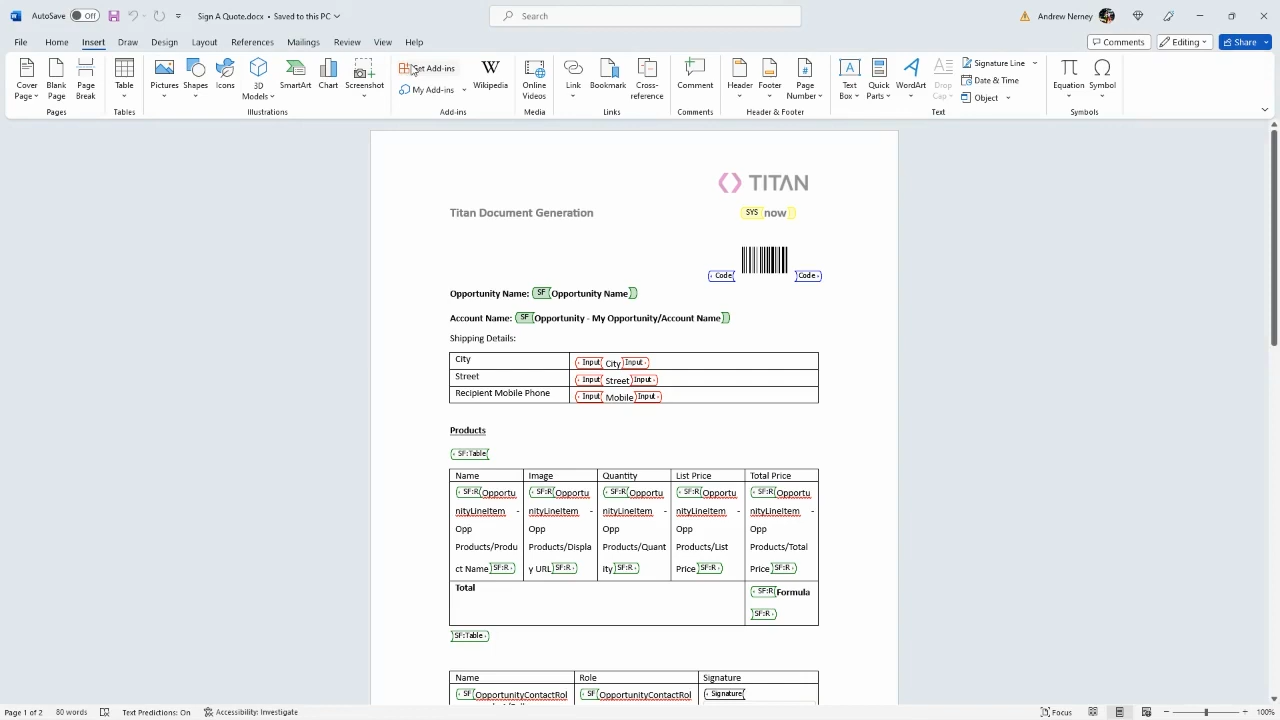 AutoSave Off Sign A Quote.docx • Saved to this PC Search Andrew Nerney
File Home Insert Draw Design Layout References Mailings Review View Help Comments Editing Share
Cover Page Blank Page Page Break Table Pictures Shapes Icons 3D Models SmartArt Chart Screenshot Get Add-ins My Add-ins Wikipedia Online Videos Link Bookmark Cross-reference Comment Header Footer Page Number Text Box Quick Parts WordArt Drop Cap Signature Line Date & Time Object Equation Symbol
Pages Tables Illustrations Add-ins Media Links Comments Header & Footer Text Symbols
TITAN
Titan Document Generation SYS now
Code Code
Opportunity Name: SF Opportunity Name
Account Name: SF Opportunity - My Opportunity/Account Name
Shipping Details:
City Input City Input
Street Input Street Input
Recipient Mobile Phone Input Mobile Input
Products
SF:Table
Name Image Quantity List Price Total Price
SF:R Opportu SF:R Opportu SF:R Opportu SF:R Opportu SF:R Opportu
nityLineItem - nityLineItem - nityLineItem - nityLineItem - nityLineItem -
Opp Opp Opp Opp Opp
Products/Produ Products/Displa Products/Quant Products/List Products/Total
ct Name SF:R y URL SF:R ity SF:R Price SF:R Price SF:R
Total SF:R Formula
SF:R
SF:Table
Name Role Signature
SF OpportunityContactRol SF OpportunityContactRol Signature
Page 1 of 2 80 words Text Predictions: On Accessibility: Investigate Focus 100%